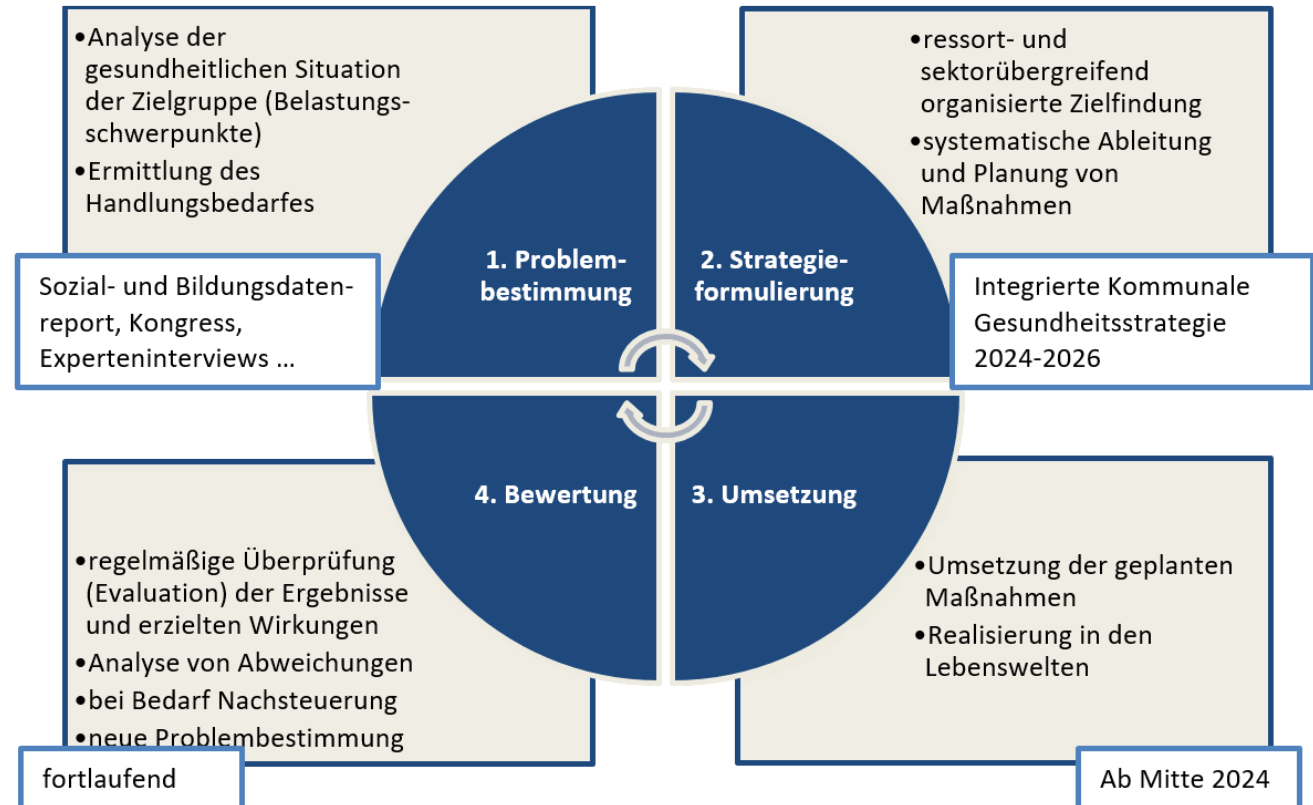 •Analyse der
gesundheitlichen Situation
der Zielgruppe (Belastungs-
schwerpunkte)
•Ermittlung des
Handlungsbedarfes
Sozial- und Bildungsdaten-
report, Kongress,
Experteninterviews ...
1. Problem-
bestimmung
•ressort- und
sektorübergreifend
organisierte Zielfindung
•systematische Ableitung
und Planung von
Maßnahmen
2. Strategie-
formulierung
Integrierte Kommunale
Gesundheitsstrategie
2024-2026
3. Umsetzung
•Umsetzung der geplanten
Maßnahmen
•Realisierung in den
Lebenswelten
Ab Mitte 2024
4. Bewertung
•regelmäßige Überprüfung
(Evaluation) der Ergebnisse
und erzielten Wirkungen
•Analyse von Abweichungen
•bei Bedarf Nachsteuerung
•neue Problembestimmung
fortlaufend